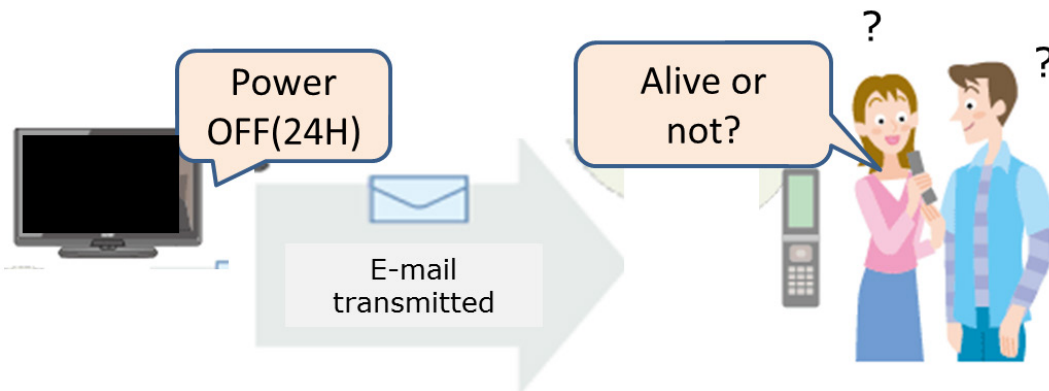 Power
OFF(24H)
Alive or
not?
?
?
E-mail
transmitted